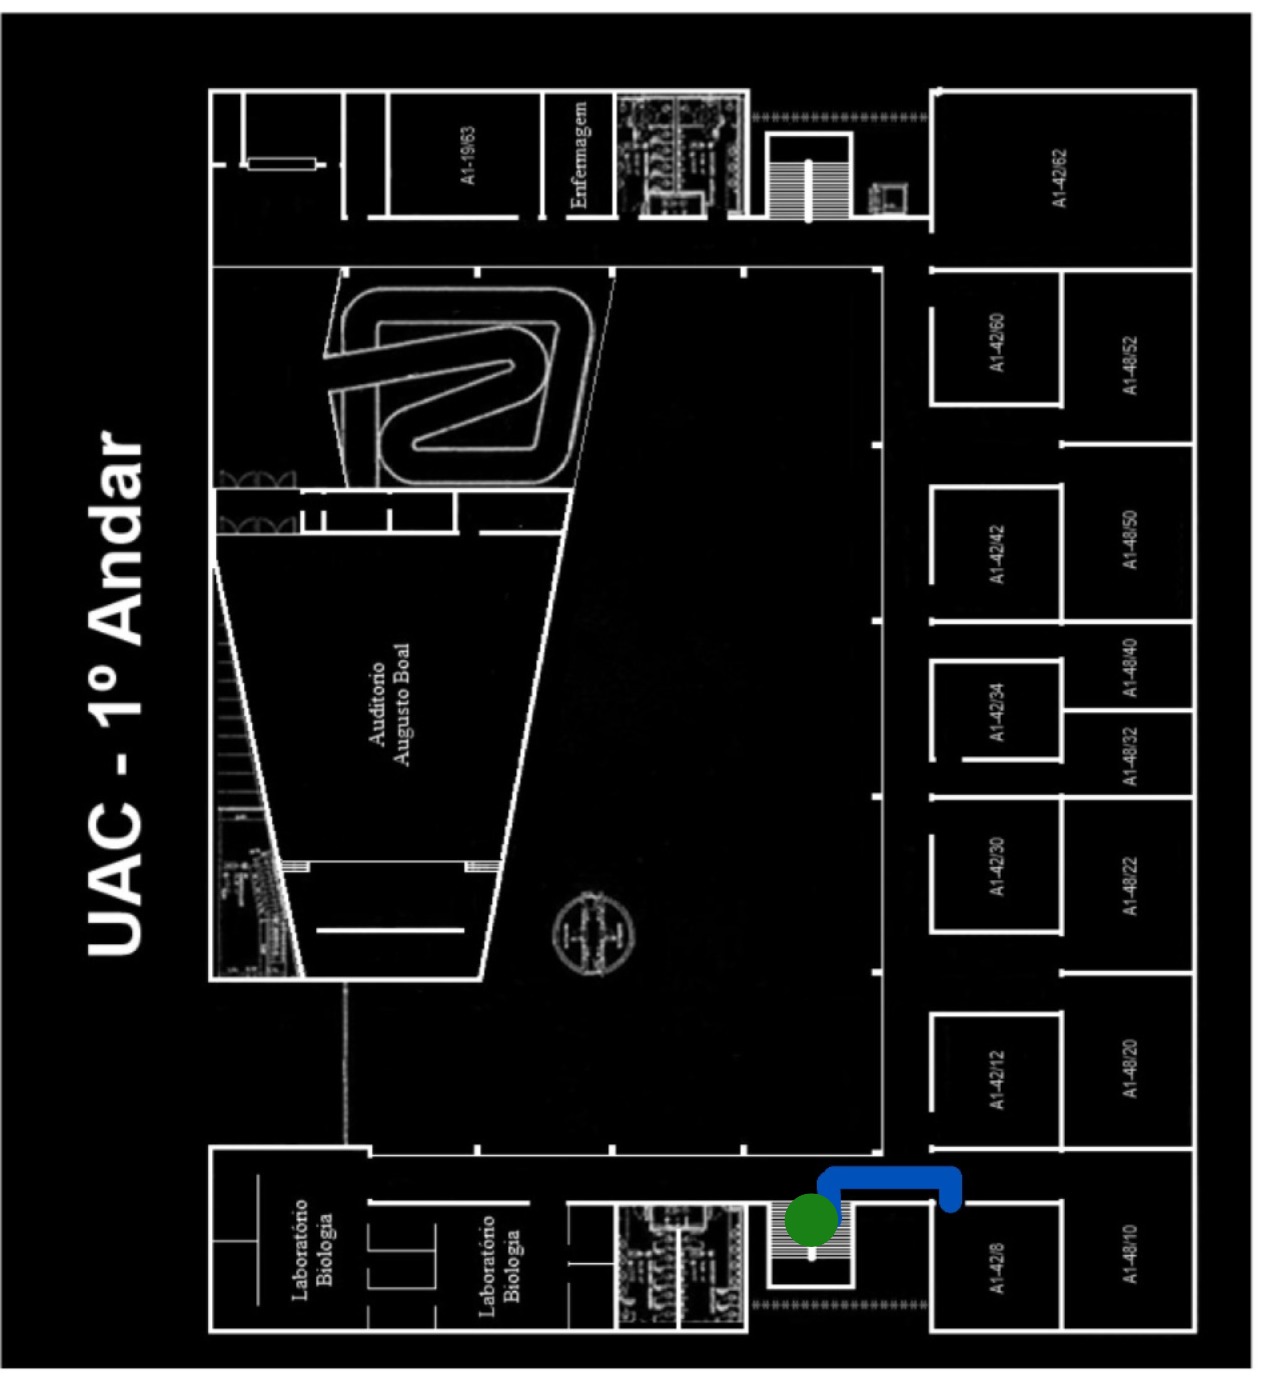 UAC - 1º Andar
Laboratório
Biologia
Laboratório
Biologia
A1-42/8
A1-48/10
A1-42/12
A1-48/20
A1-42/30
A1-48/22
A1-48/32
A1-42/34
A1-48/40
Auditorio
Augusto Boal
A1-42/42
A1-48/50
A1-42/60
A1-48/52
A1-42/62
Enfermagem
A1-19/63